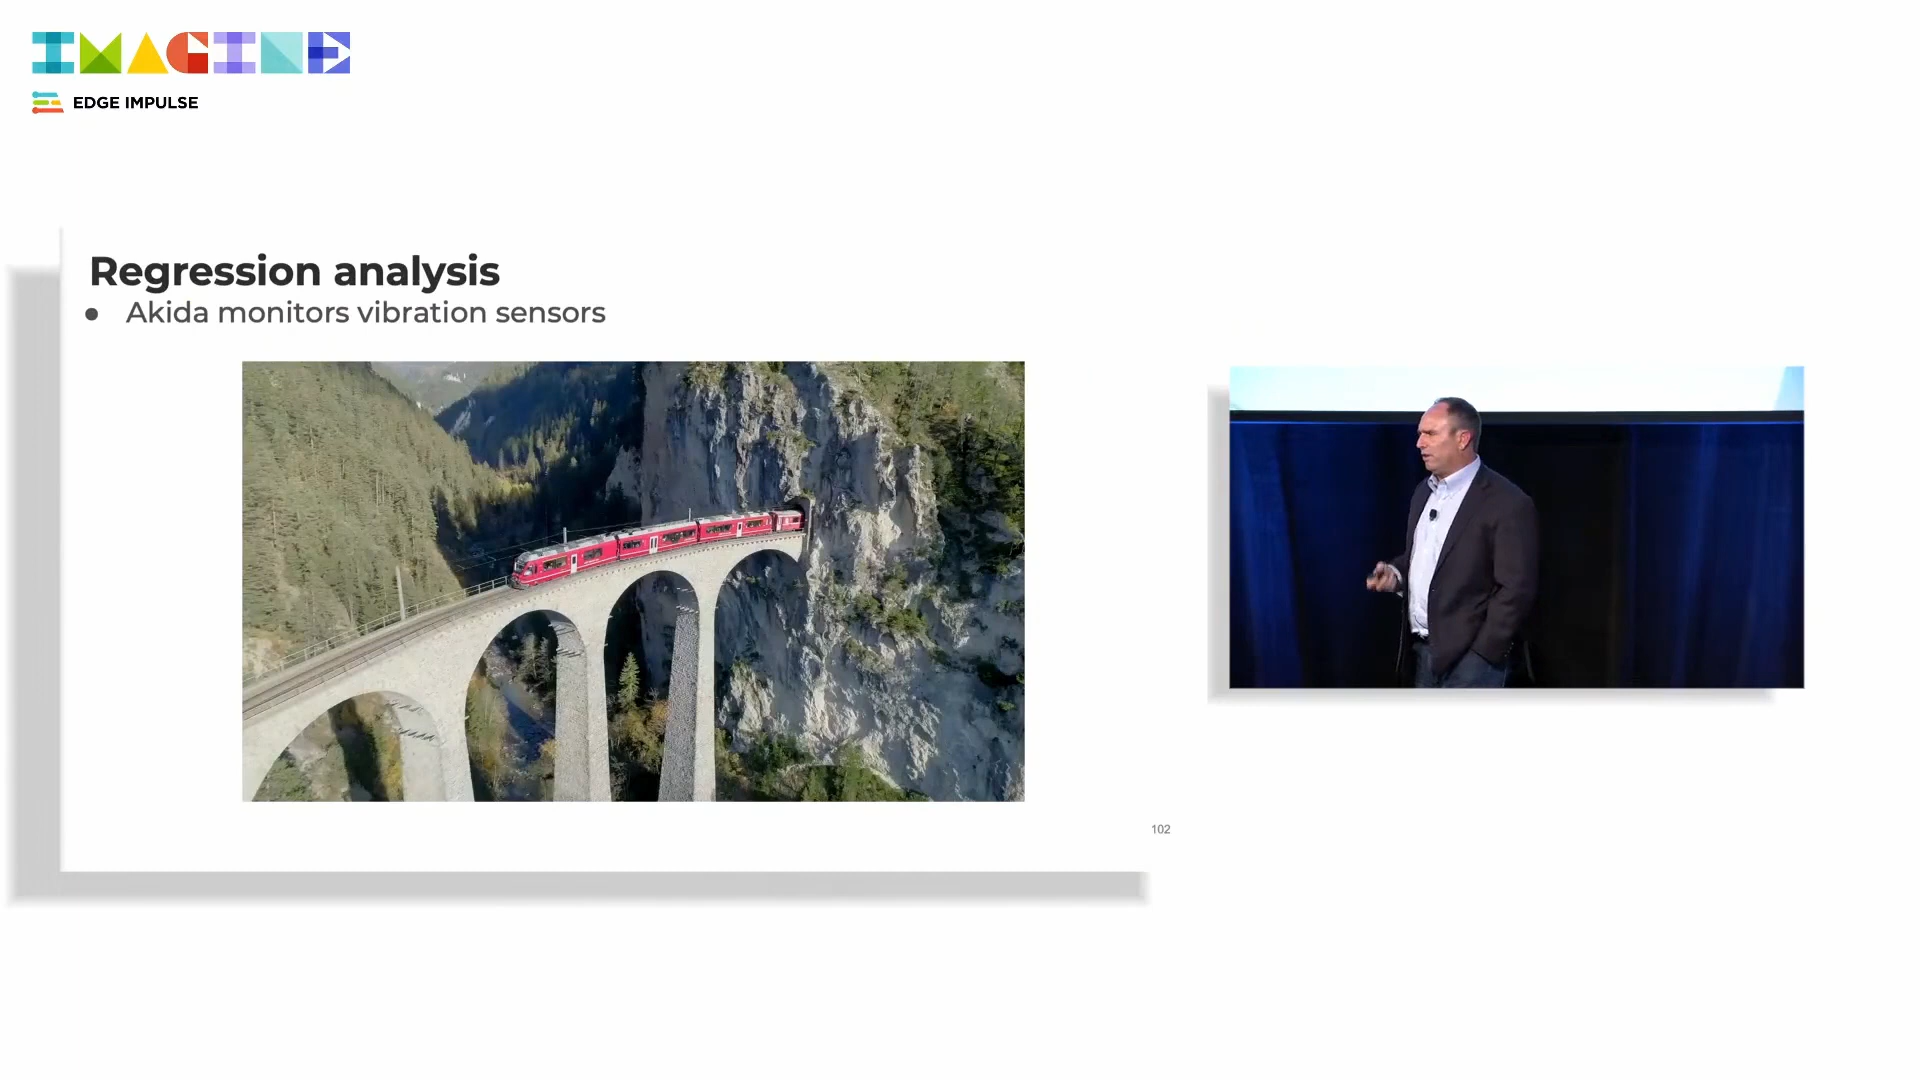 IMAGINE
EDGE IMPULSE
Regression analysis
● Akida monitors vibration sensors
102